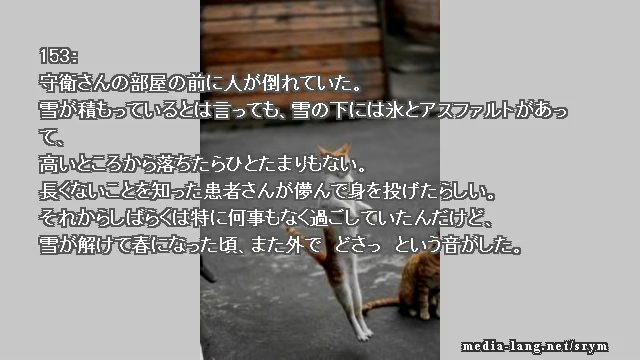 153:
守衛さんの部屋の前に人が倒れていた。
雪が積もっているとは言っても、雪の下には氷とアスファルトがあっ
て、
高いところから落ちたらひとたまりもない。
長くないことを知った患者さんが儚んで身を投げたらしい。
それからしばらくは特に何事もなく過ごしていたんだけど、
雪が解けて春になった頃、また外で　どさっ　という音がした。
media-lang.net/srym